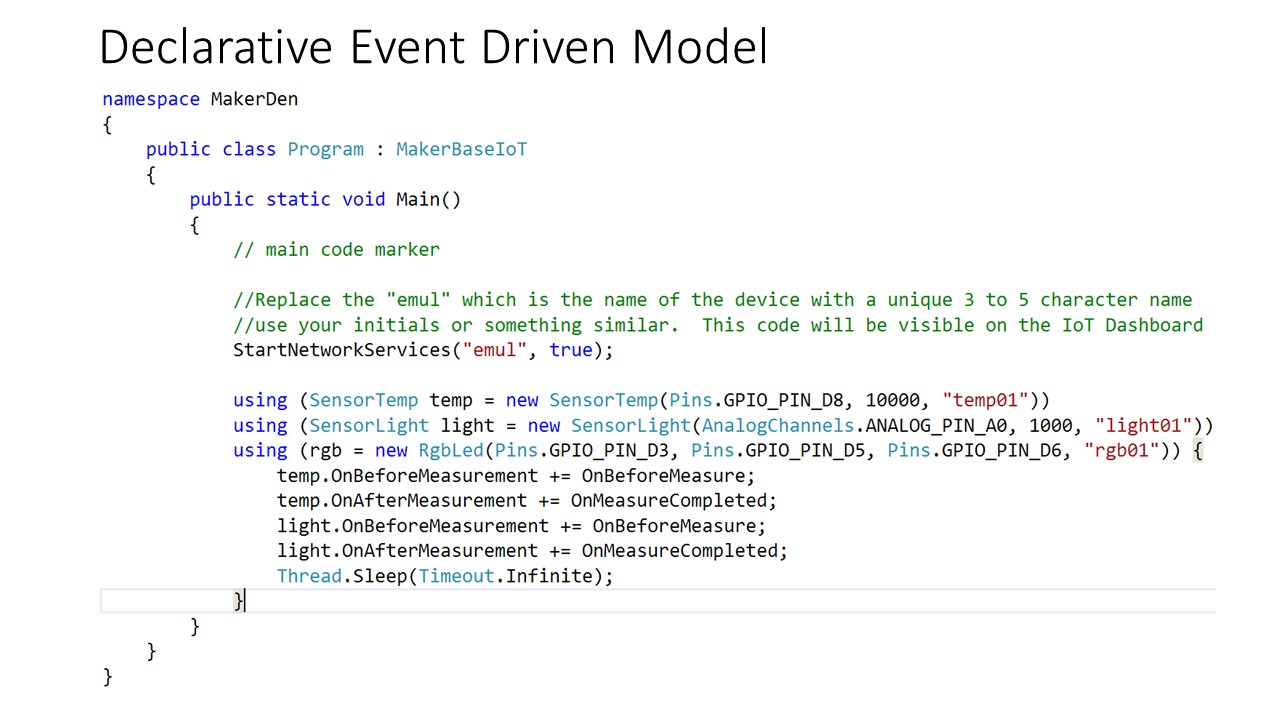 Declarative Event Driven Model
namespace MakerDen
{
    public class Program : MakerBaseIoT
    {
        public static void Main()
        {
            // main code marker

            //Replace the "emul" which is the name of the device with a unique 3 to 5 character name
            //use your initials or something similar.  This code will be visible on the IoT Dashboard
            StartNetworkServices("emul", true);

            using (SensorTemp temp = new SensorTemp(Pins.GPIO_PIN_D8, 10000, "temp01"))
            using (SensorLight light = new SensorLight(AnalogChannels.ANALOG_PIN_A0, 1000, "light01"))
            using (rgb = new RgbLed(Pins.GPIO_PIN_D3, Pins.GPIO_PIN_D5, Pins.GPIO_PIN_D6, "rgb01")) {
                temp.OnBeforeMeasurement += OnBeforeMeasure;
                temp.OnAfterMeasurement += OnMeasureCompleted;
                light.OnBeforeMeasurement += OnBeforeMeasure;
                light.OnAfterMeasurement += OnMeasureCompleted;
                Thread.Sleep(Timeout.Infinite);
            }
        }
    }
}